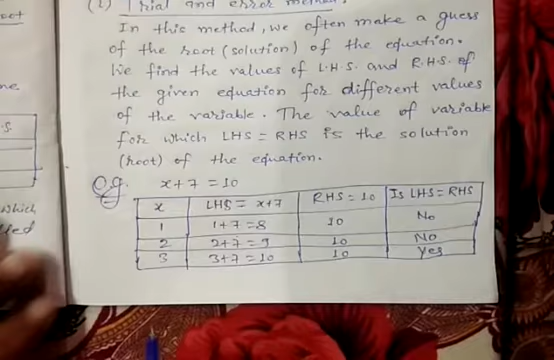 (2) Trial and error method.
In this method, we often make a guess
of the root (solution) of the equation.
We find the values of L.H.S. and R.H.S. of
the given equation for different values
of the variable. The value of variable
for which LHS = RHS is the solution
(root) of the equation.
e.g. x+7 = 10
x LHS = x+7 RHS = 10 Is LHS = RHS
1 1+7 = 8 10 No
2 2+7 = 9 10 No
3 3+7 = 10 10 Yes
which